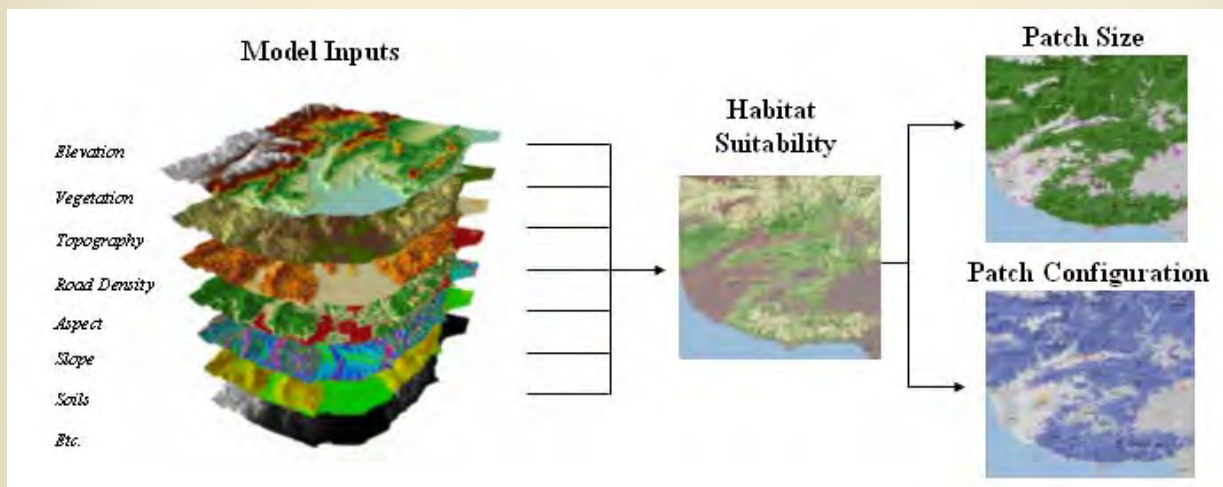 Model Inputs
Elevation
Vegetation
Topography
Road Density
Aspect
Slope
Soils
Etc.
Habitat
Suitability
Patch Size
Patch Configuration